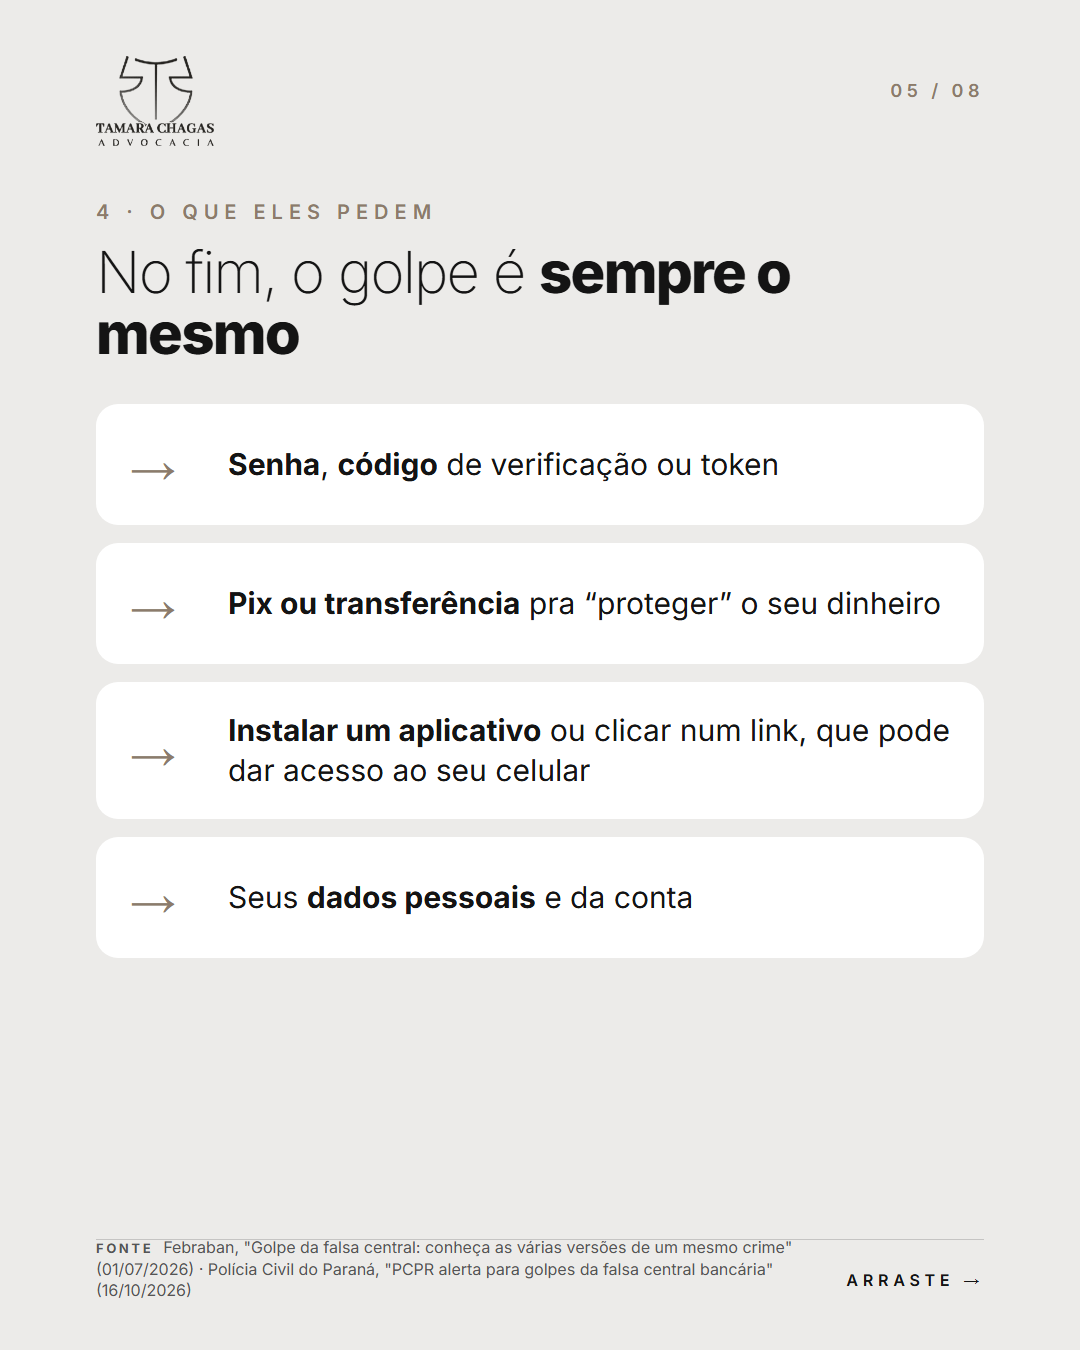 TAMARA CHAGAS
ADVOCACIA
05 / 08
4 · O QUE ELES PEDEM
No fim, o golpe é sempre o
mesmo
→ Senha, código de verificação ou token
→ Pix ou transferência pra “proteger” o seu dinheiro
→ Instalar um aplicativo ou clicar num link, que pode
dar acesso ao seu celular
→ Seus dados pessoais e da conta
FONTE Febraban, "Golpe da falsa central: conheça as várias versões de um mesmo crime"
(01/07/2026) · Polícia Civil do Paraná, "PCPR alerta para golpes da falsa central bancária"
(16/10/2026)
ARRASTE →